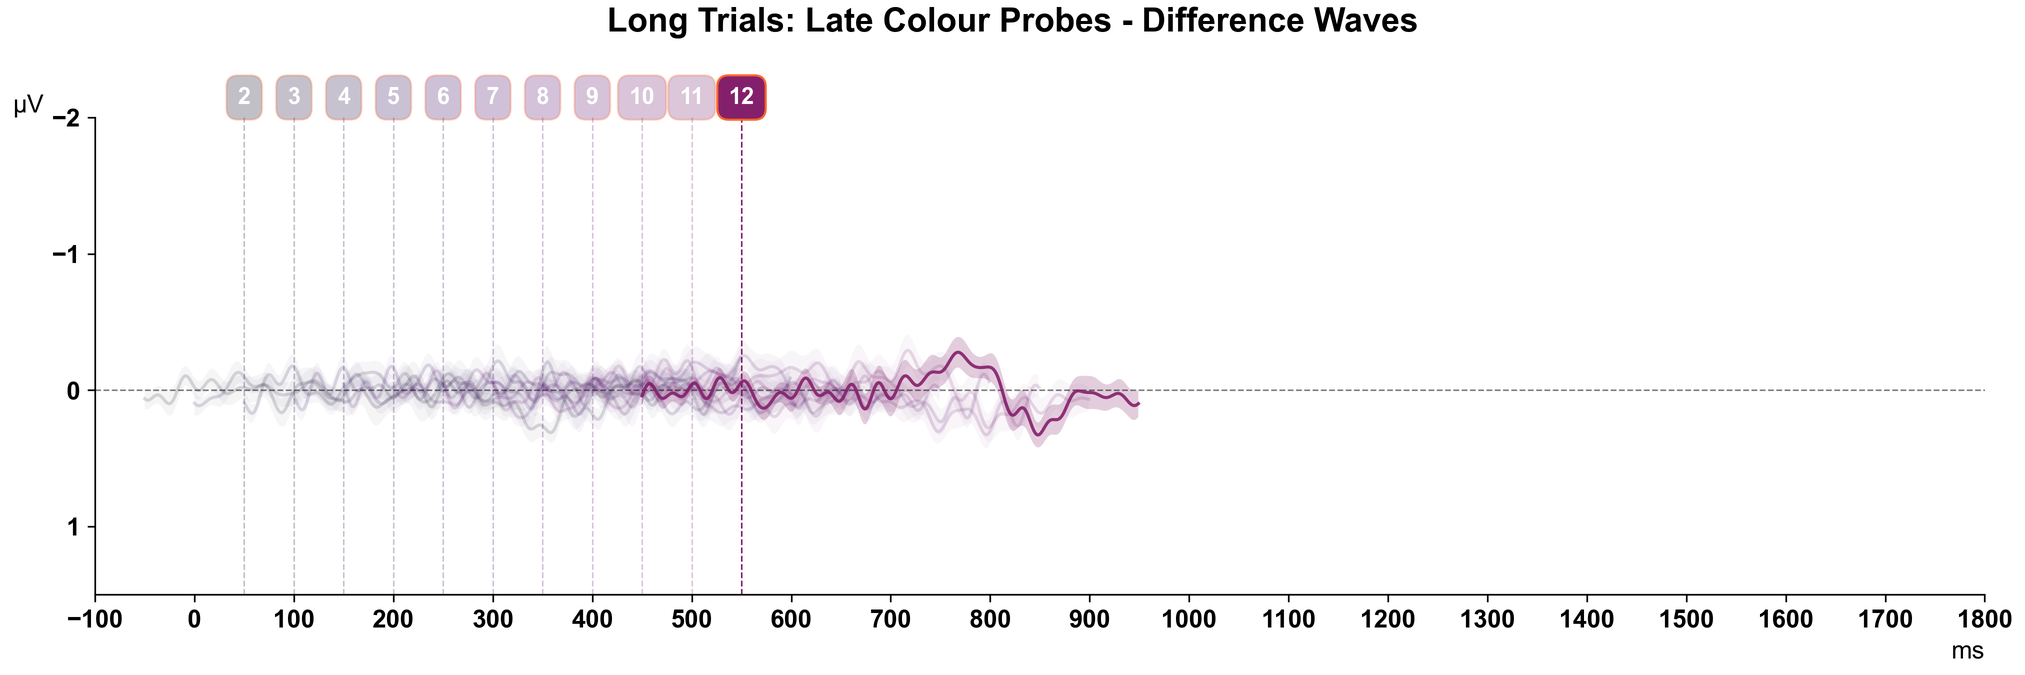 Long Trials: Late Colour Probes - Difference Waves
2 3 4 5 6 7 8 9 10 11 12
µV
−2
−1
0
1
−100 0 100 200 300 400 500 600 700 800 900 1000 1100 1200 1300 1400 1500 1600 1700 1800
ms